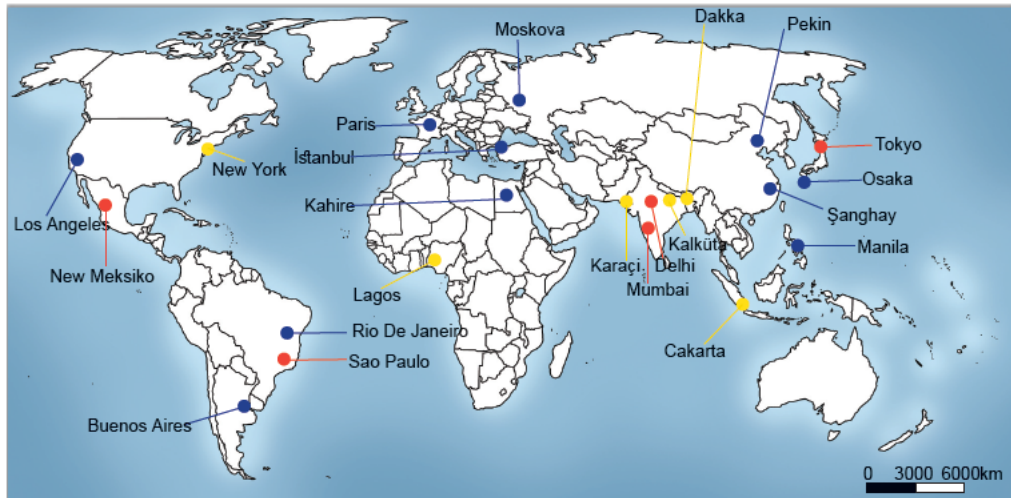 Dakka
Pekin
Moskova
Paris
İstanbul
New York
Tokyo
Osaka
Kahire
Los Angeles
Şanghay
Kalküta
Manila
New Meksiko
Karaçi
Delhi
Lagos
Mumbai
Rio De Janeiro
Cakarta
Sao Paulo
Buenos Aires
0 3000 6000km